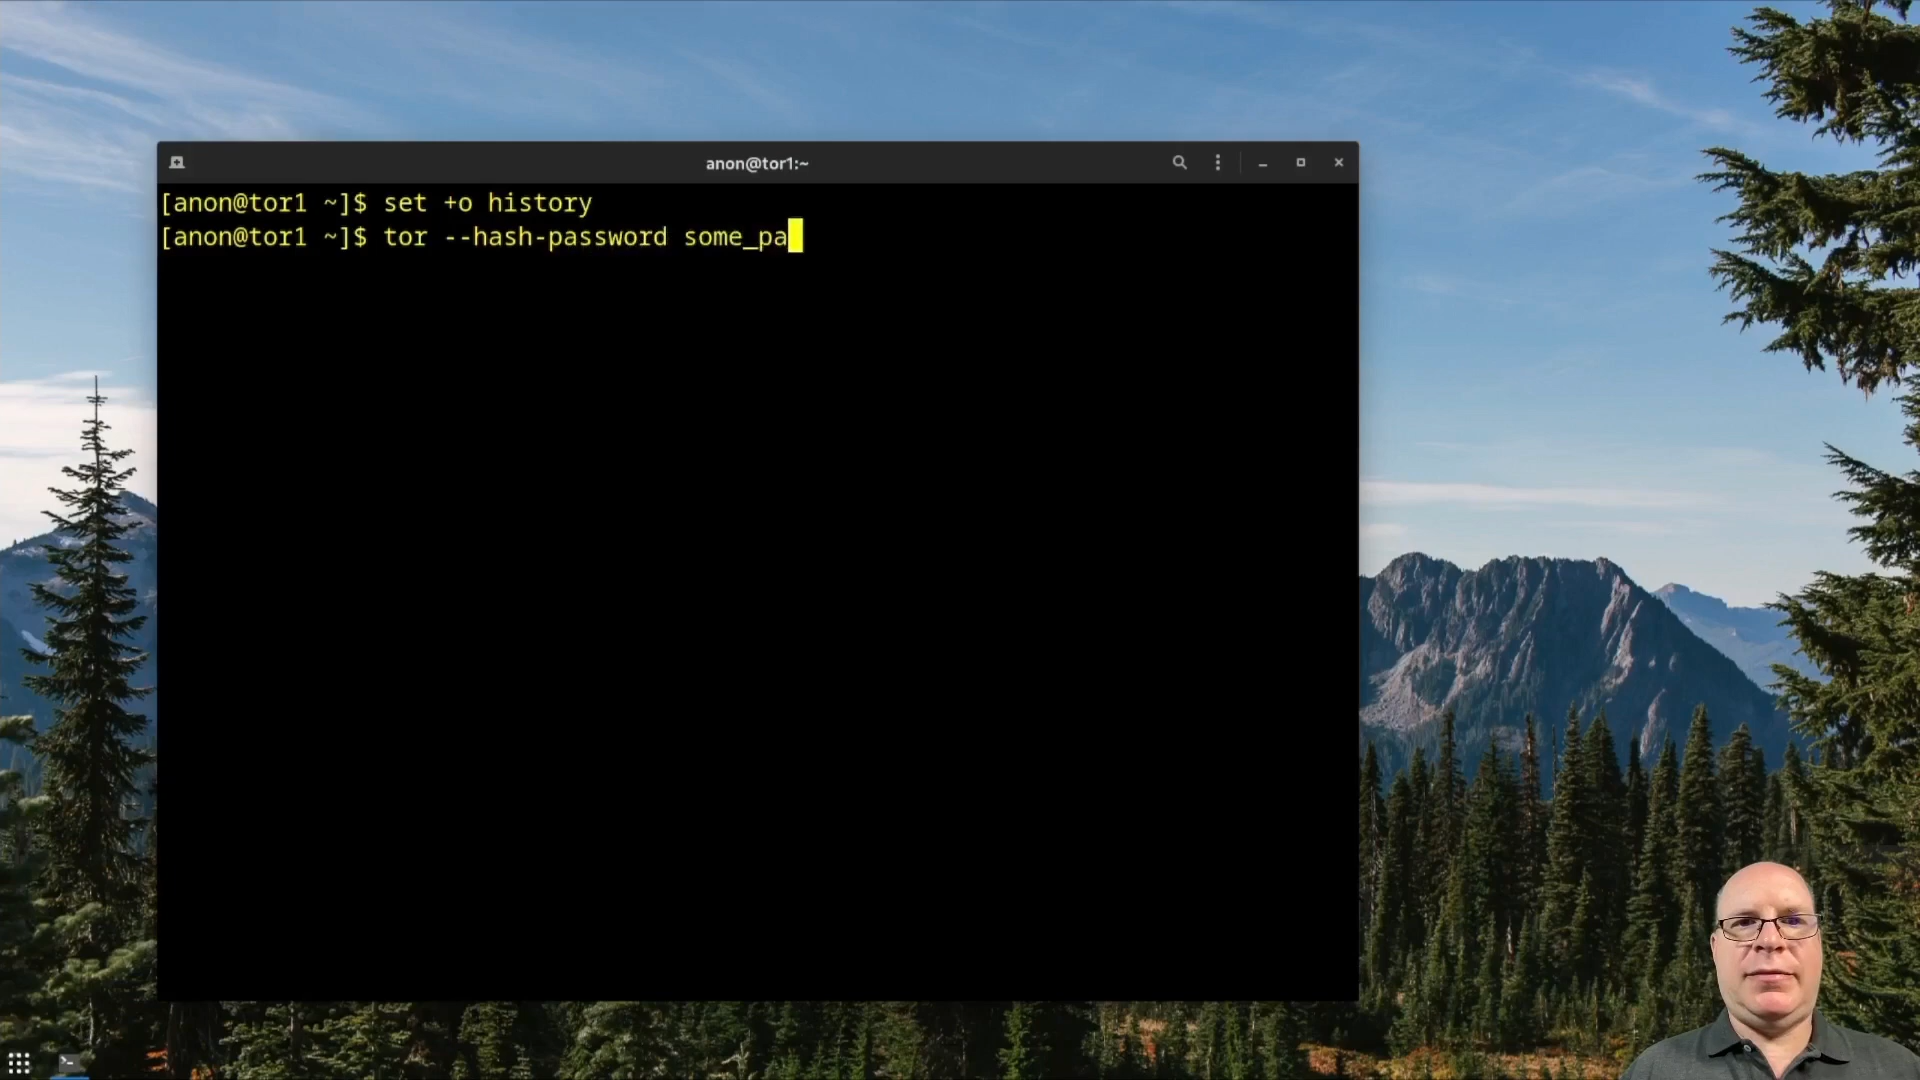 anon@tor1:~
[anon@tor1 ~]$ set +o history
[anon@tor1 ~]$ tor --hash-password some_pa